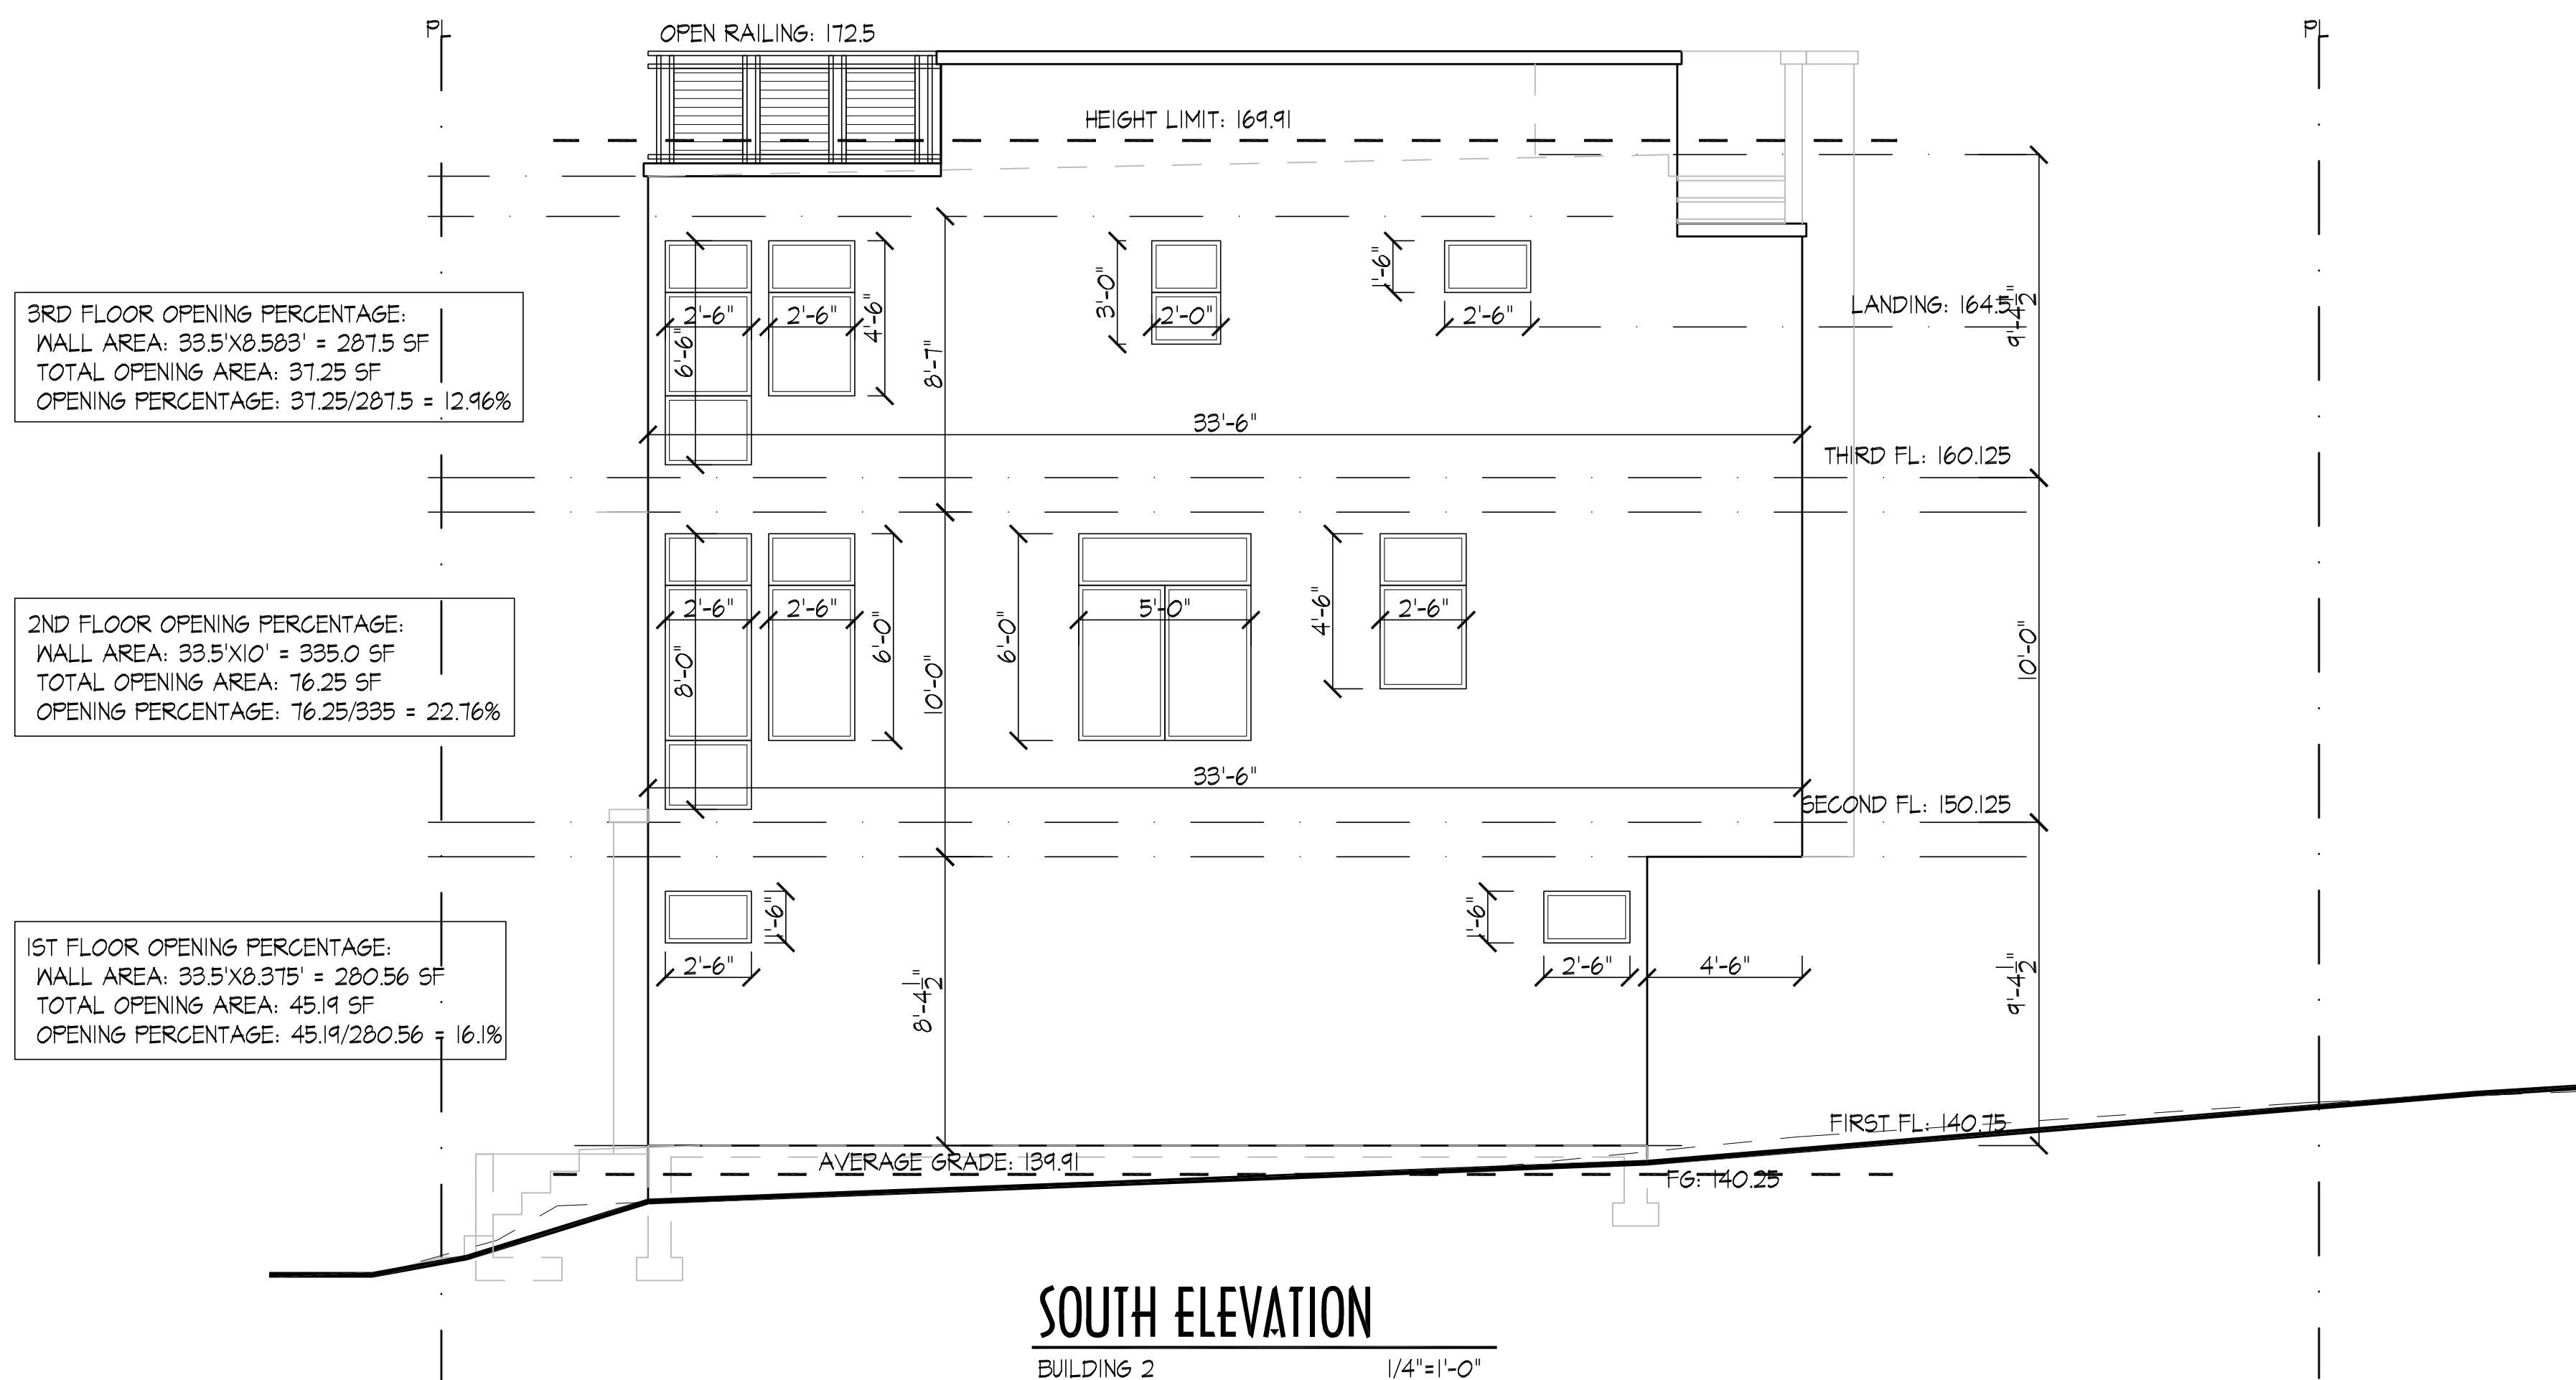 PL
OPEN RAILING: 172.5
PL
HEIGHT LIMIT: 169.91
3'-0"
1'-6"
2'-6"
2'-6"
4'-6"
2'-0"
2'-6"
6'-6"
8'-7"
LANDING: 164.5
9'-4 1/2"
3RD FLOOR OPENING PERCENTAGE:
WALL AREA: 33.5'X8.583' = 287.5 SF
TOTAL OPENING AREA: 37.25 SF
OPENING PERCENTAGE: 37.25/287.5 = 12.96%
33'-6"
THIRD FL: 160.125
2'-6"
2'-6"
5'-0"
4'-6"
2'-6"
8'-0"
6'-0"
6'-0"
10'-0"
10'-0"
2ND FLOOR OPENING PERCENTAGE:
WALL AREA: 33.5'X10' = 335.0 SF
TOTAL OPENING AREA: 76.25 SF
OPENING PERCENTAGE: 76.25/335 = 22.76%
33'-6"
SECOND FL: 150.125
1'-6"
1'-6"
2'-6"
2'-6"
4'-6"
8'-4 1/2"
9'-4 1/2"
1ST FLOOR OPENING PERCENTAGE:
WALL AREA: 33.5'X8.375' = 280.56 SF
TOTAL OPENING AREA: 45.19 SF
OPENING PERCENTAGE: 45.19/280.56 = 16.1%
FIRST FL: 140.75
AVERAGE GRADE: 139.91
FG: 140.25
SOUTH ELEVATION
BUILDING 2 1/4"=1'-0"